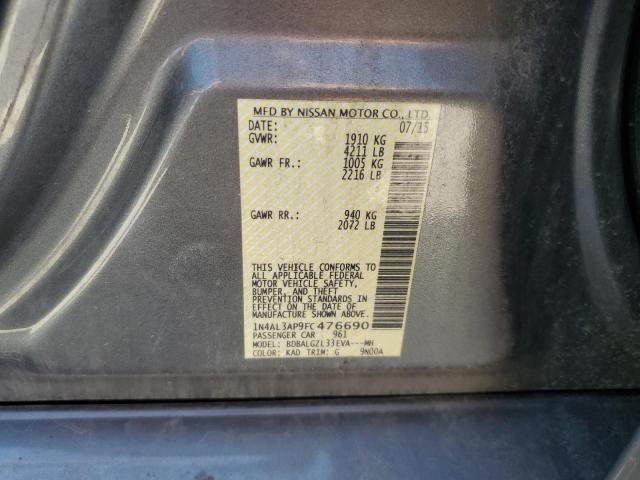 MFD BY NISSAN MOTOR CO., LTD.
DATE: 07/15
GVWR: 1910 KG
4211 LB
GAWR FR.: 1005 KG
2216 LB
GAWR RR.: 940 KG
2072 LB
THIS VEHICLE CONFORMS TO
ALL APPLICABLE FEDERAL
MOTOR VEHICLE SAFETY,
BUMPER, AND THEFT
PREVENTION STANDARDS IN
EFFECT ON THE DATE OF
MANUFACTURE SHOWN ABOVE.
1N4AL3AP9FC476690
PASSENGER CAR 961
MODEL: BDBALGZL33EVA---MH
COLOR: KAD TRIM: G 9N00A